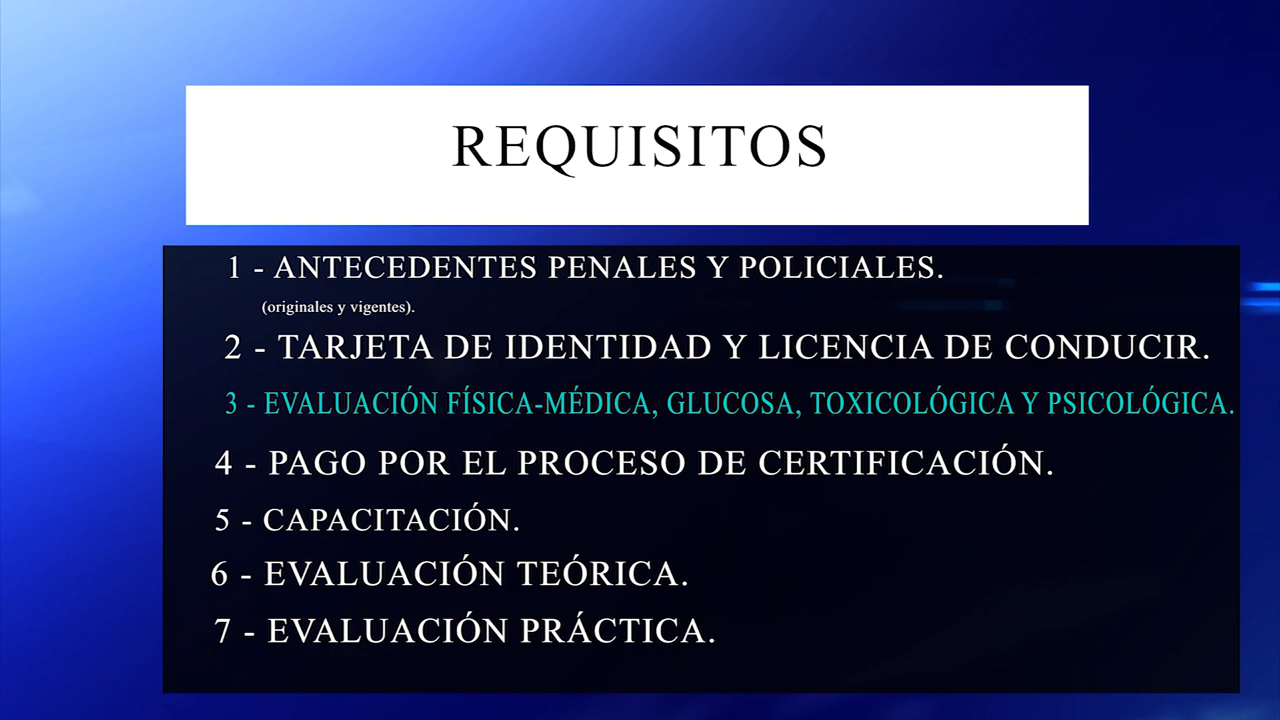 REQUISITOS
1 - ANTECEDENTES PENALES Y POLICIALES.
(originales y vigentes).
2 - TARJETA DE IDENTIDAD Y LICENCIA DE CONDUCIR.
3 - EVALUACIÓN FÍSICA-MÉDICA, GLUCOSA, TOXICOLÓGICA Y PSICOLÓGICA.
4 - PAGO POR EL PROCESO DE CERTIFICACIÓN.
5 - CAPACITACIÓN.
6 - EVALUACIÓN TEÓRICA.
7 - EVALUACIÓN PRÁCTICA.